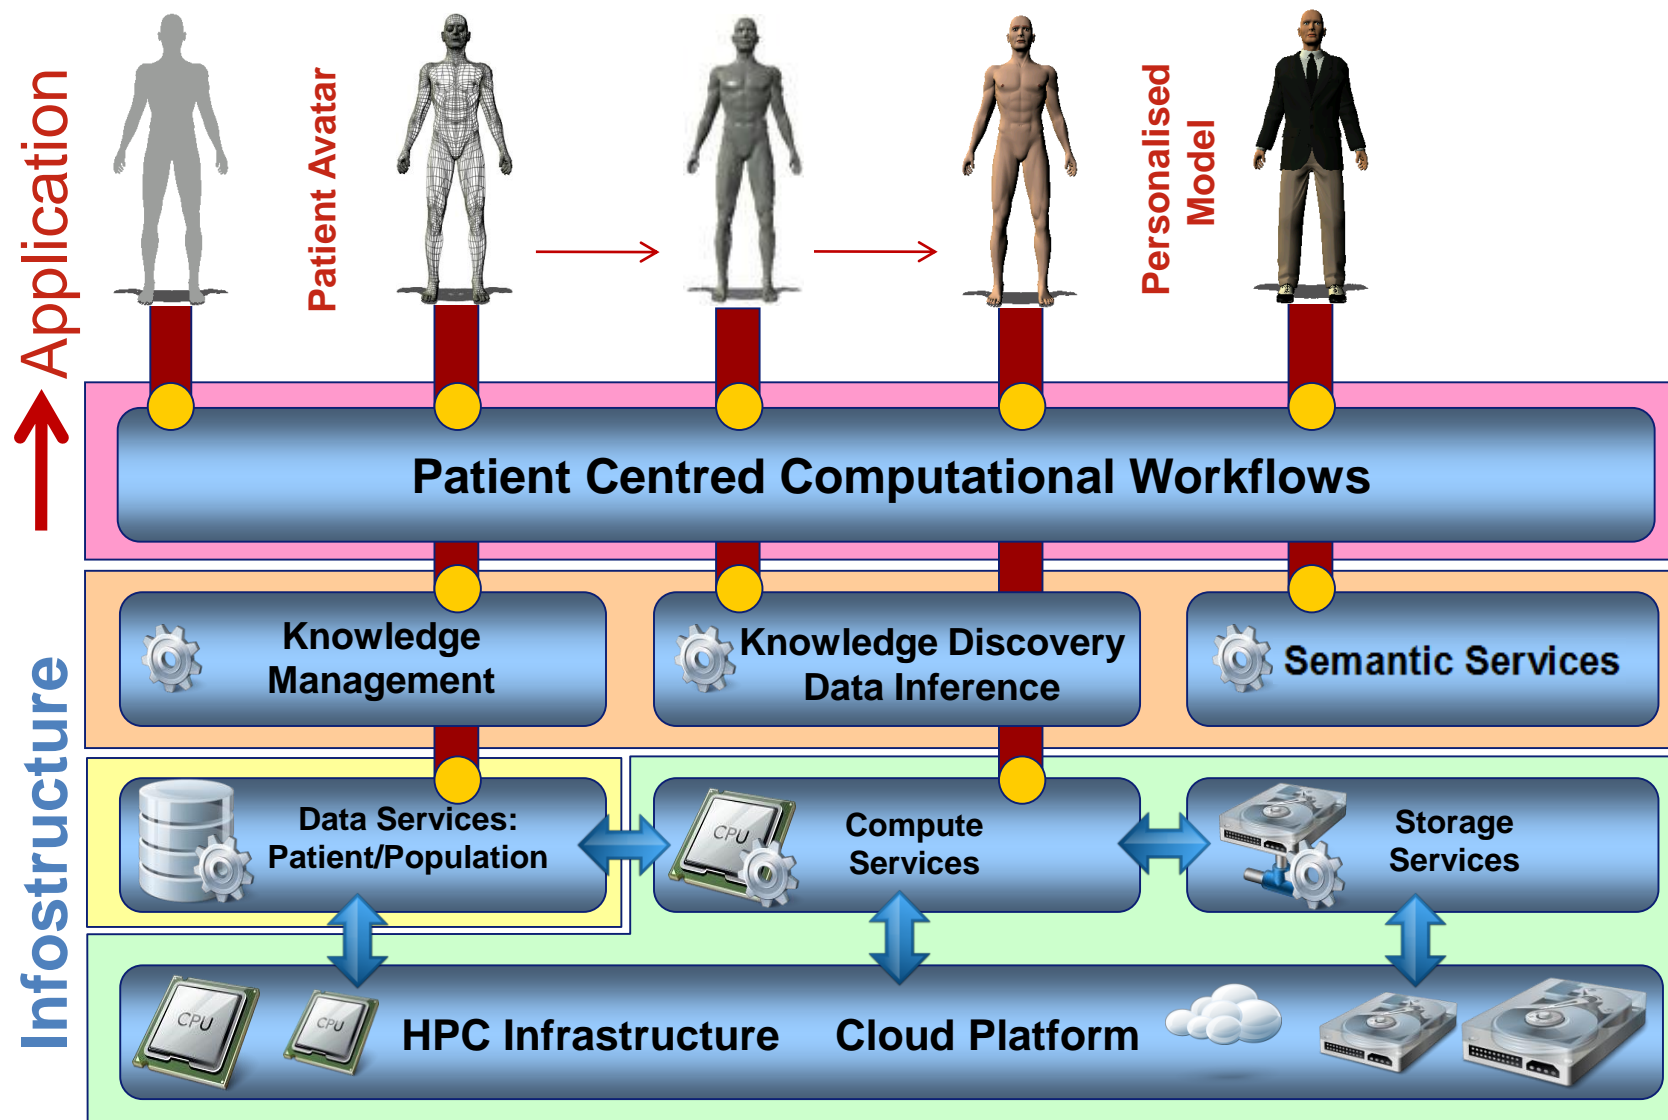 Application
Patient Avatar
Personalised
Model
Patient Centred Computational Workflows
Infostructure
Knowledge
Management
Knowledge Discovery
Data Inference
Semantic Services
Data Services:
Patient/Population
CPU
Compute
Services
Storage
Services
CPU
CPU
HPC Infrastructure
Cloud Platform